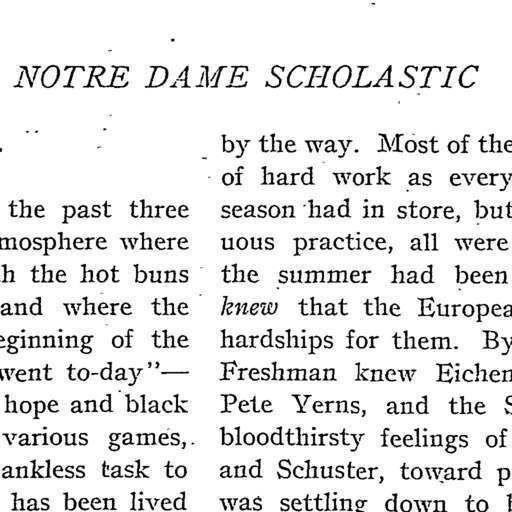 NOTRE DAME SCHOLASTIC
the past three
mosphere where
the hot buns
and where the
eginning of the
went to-day"—
hope and black
various games,
ankless task to
has been lived
by the way. Most of the
of hard work as every
season had in store, but
uous practice, all were
the summer had been
knew that the Europea
hardships for them. By
Freshman knew Eichen
Pete Yerns, and the S
bloodthirsty feelings of
and Schuster, toward p
was settling down to